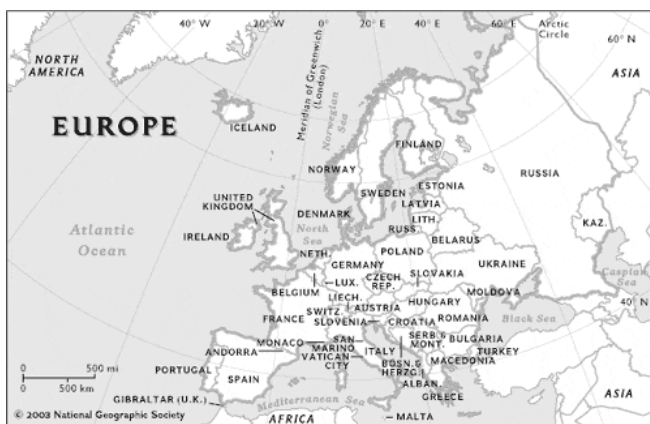 40° W
20° W
0°
20° E
40° E
60° E
Arctic
Circle
60° N
NORTH
AMERICA
ASIA
Meridian of Greenwich
(London)
Norwegian
Sea
EUROPE
ICELAND
FINLAND
NORWAY
RUSSIA
SWEDEN
ESTONIA
UNITED
KINGDOM
LATVIA
DENMARK
LITH.
KAZ.
Atlantic
Ocean
North
Sea
RUSS.
IRELAND
BELARUS
NETH.
POLAND
GERMANY
UKRAINE
CZECH
REP.
SLOVAKIA
Caspian
Sea
LUX.
BELGIUM
MOLDOVA
LIECH.
HUNGARY
40° N
SWITZ.
AUSTRIA
FRANCE
ROMANIA
SLOVENIA
CROATIA
Black Sea
SERB. &
MONT.
MONACO
SAN
MARINO
BULGARIA
ANDORRA
ITALY
TURKEY
VATICAN
CITY
BOSN. &
HERZG.
MACEDONIA
0 500 mi
0 500 km
PORTUGAL
SPAIN
ALBAN.
GREECE
ASIA
GIBRALTAR (U.K.)
Mediterranean Sea
© 2003 National Geographic Society
AFRICA
MALTA